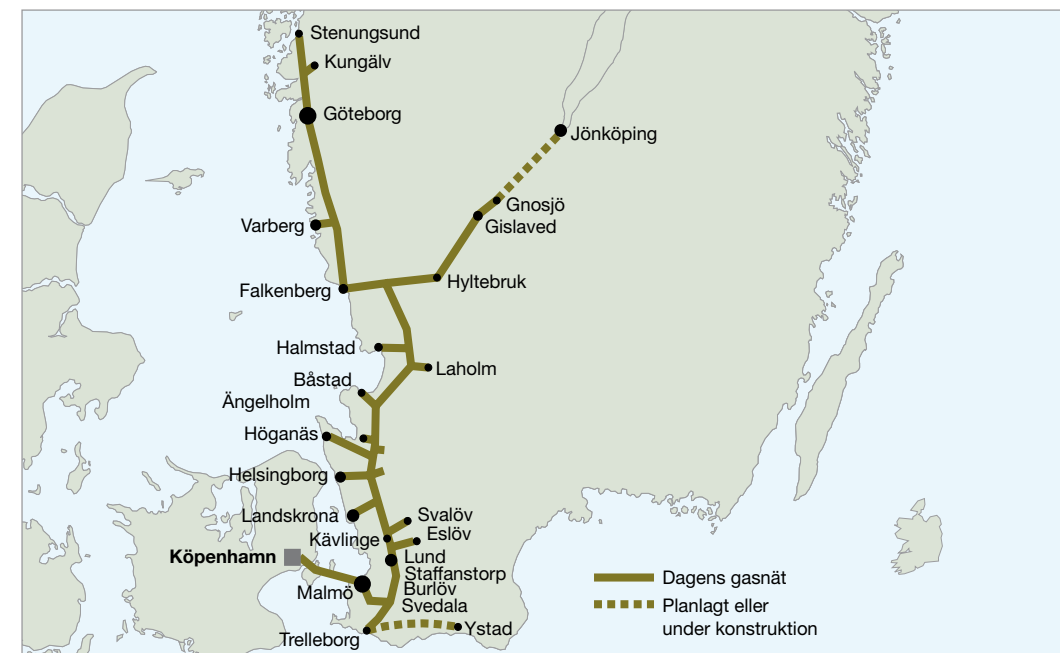 Stenungsund
Kungälv
Göteborg
Jönköping
Gnosjö
Gislaved
Varberg
Hyltebruk
Falkenberg
Halmstad
Laholm
Båstad
Ängelholm
Höganäs
Helsingborg
Landskrona
Svalöv
Eslöv
Kävlinge
Lund
Köpenhamn
Staffanstorp
Burlöv
Malmö
Svedala
Trelleborg
Ystad
Dagens gasnät
Planlagt eller
under konstruktion